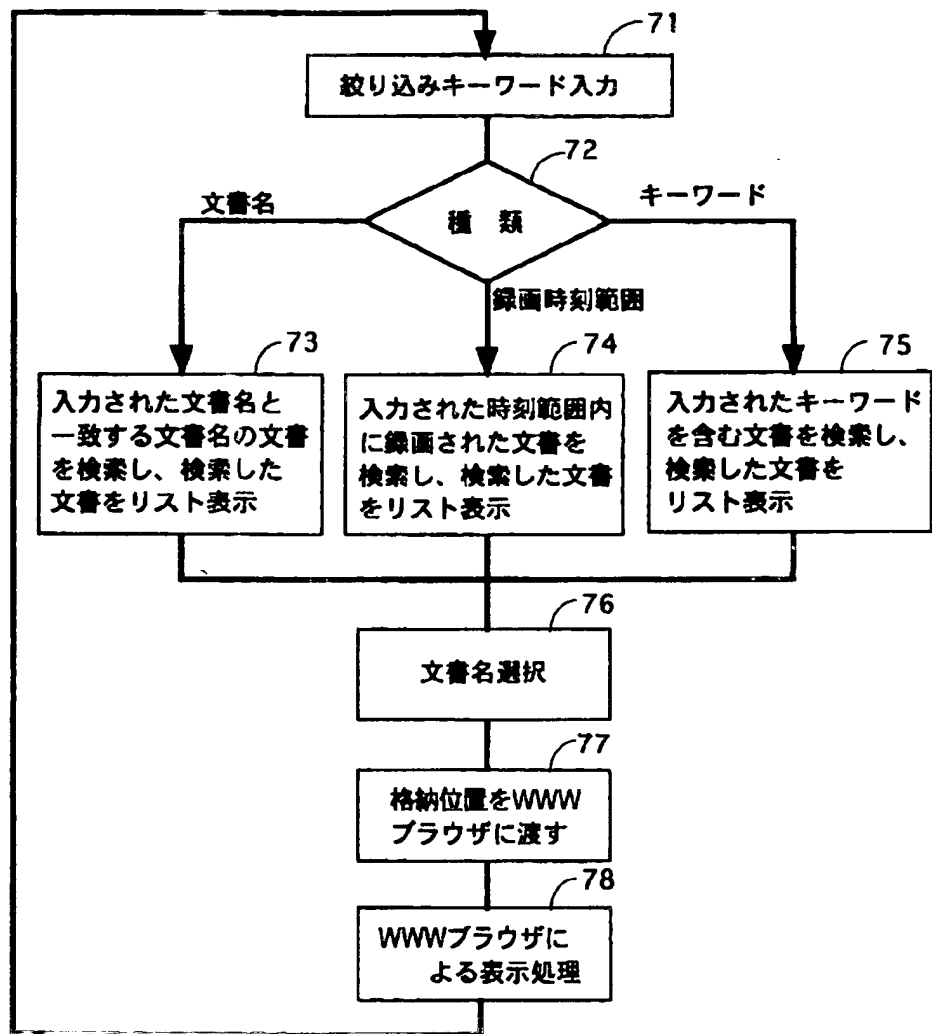 71
絞り込みキーワード入力
72
文書名
キーワード
種 類
録画時刻範囲
73
74
75
入力された文書名と
一致する文書名の文書
を検索し、検索した
文書をリスト表示
入力された時刻範囲内
に録画された文書を
検索し、検索した文書
をリスト表示
入力されたキーワード
を含む文書を検索し、
検索した文書を
リスト表示
76
文書名選択
77
格納位置をWWW
ブラウザに渡す
78
WWWブラウザに
よる表示処理